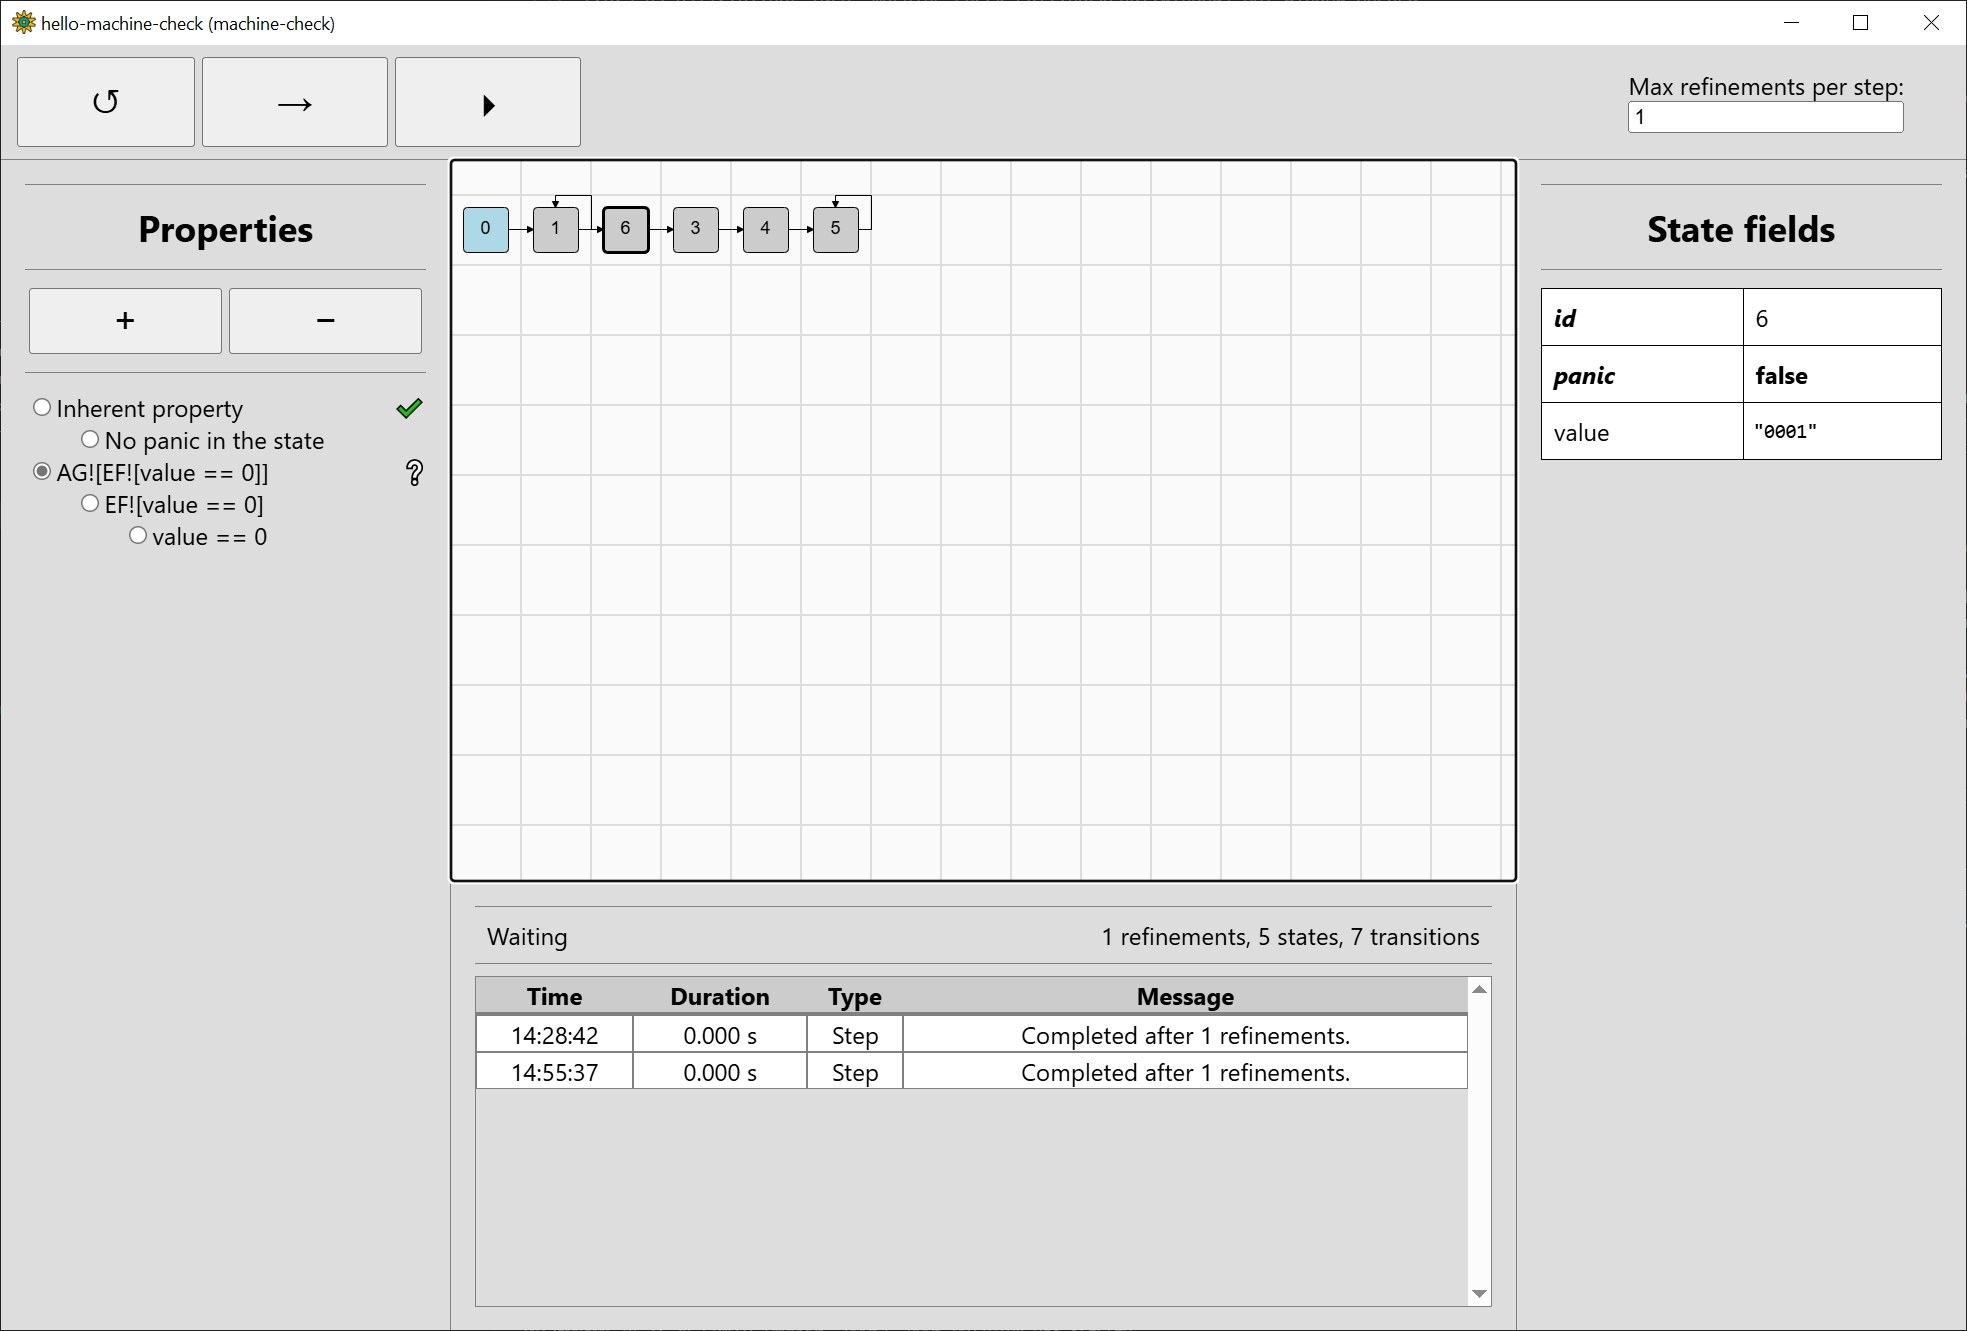 hello-machine-check (machine-check)
Max refinements per step:
1
Properties
+ −
Inherent property
No panic in the state
AG![EF![value == 0]]
EF![value == 0]
value == 0
0 1 6 3 4 5
State fields
id 6
panic false
value "0001"
Waiting 1 refinements, 5 states, 7 transitions
Time Duration Type Message
14:28:42 0.000 s Step Completed after 1 refinements.
14:55:37 0.000 s Step Completed after 1 refinements.